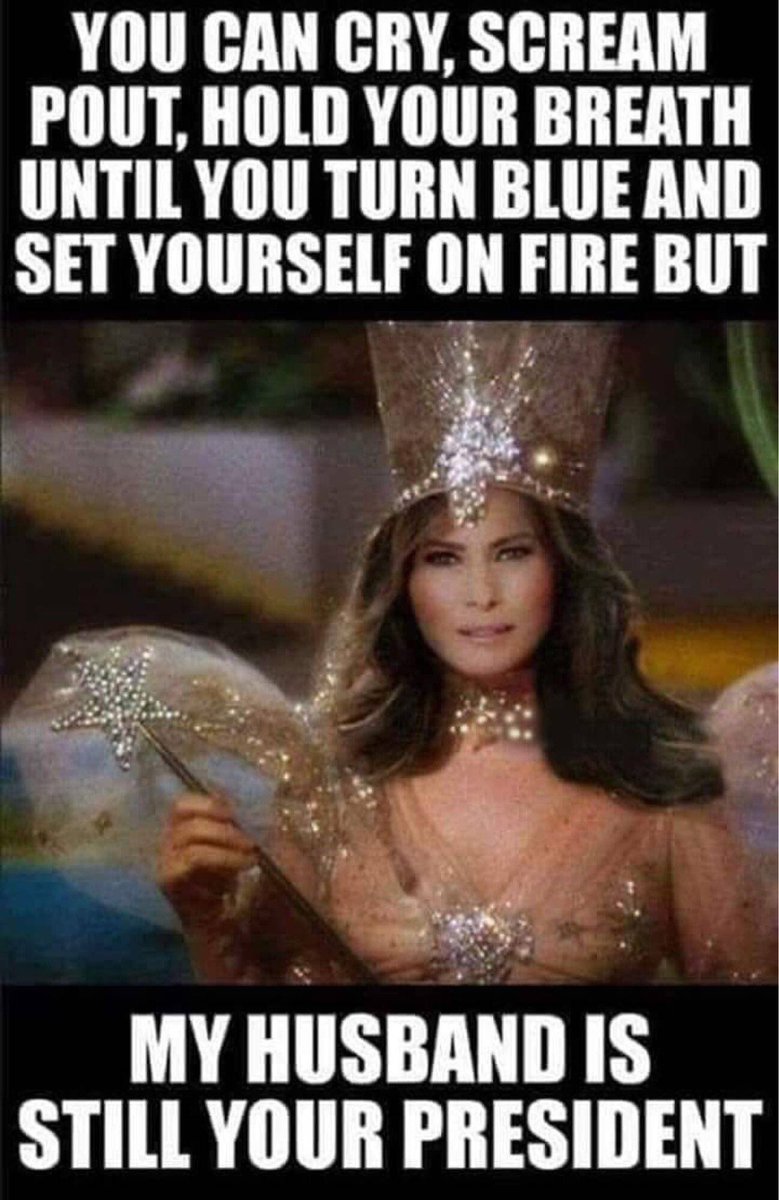 YOU CAN CRY, SCREAM
POUT, HOLD YOUR BREATH
UNTIL YOU TURN BLUE AND
SET YOURSELF ON FIRE BUT
MY HUSBAND IS
STILL YOUR PRESIDENT